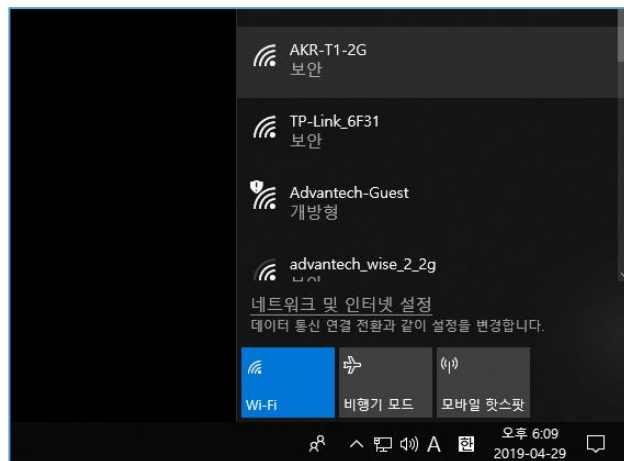 AKR-T1-2G
보안
TP-Link_6F31
보안
Advantech-Guest
개방형
advantech_wise_2_2g
네트워크 및 인터넷 설정
데이터 통신 연결 전환과 같이 설정을 변경합니다.
Wi-Fi
비행기 모드
모바일 핫스팟
A 한
오후 6:09
2019-04-29